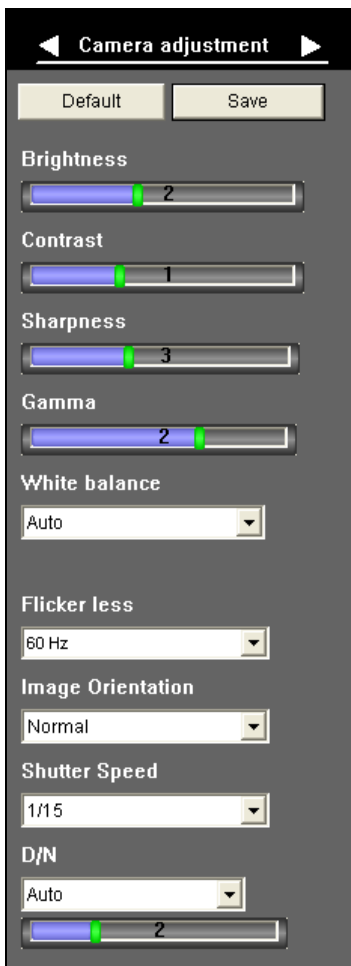 Camera adjustment
Default Save
Brightness
2
Contrast
1
Sharpness
3
Gamma
2
White balance
Auto
Flicker less
60 Hz
Image Orientation
Normal
Shutter Speed
1/15
D/N
Auto
2